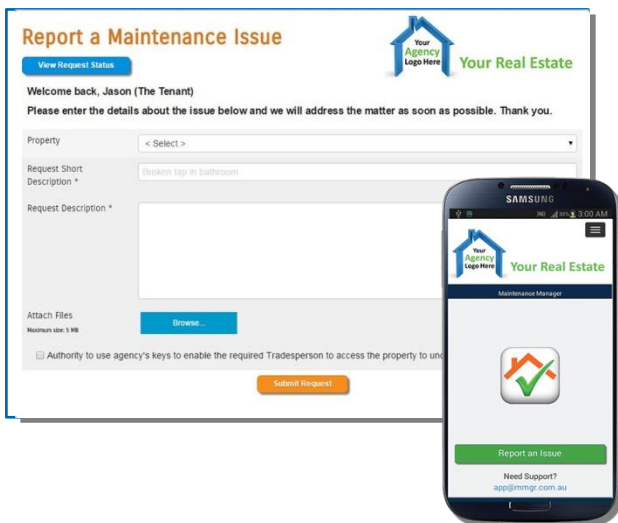 Report a Maintenance Issue
View Request Status
Your
Agency
Logo Here
Your Real Estate
Welcome back, Jason (The Tenant)
Please enter the details about the issue below and we will address the matter as soon as possible. Thank you.
Property
< Select >
Request Short
Description *
Broken tap in bathroom
Request Description *
Attach Files
Maximum size: 5 MB
Browse...
Authority to use agency's keys to enable the required Tradesperson to access the property to un
Submit Request
SAMSUNG
3:00 AM
Your
Agency
Logo Here
Your Real Estate
Maintenance Manager
Report an Issue
Need Support?
app@mmgr.com.au